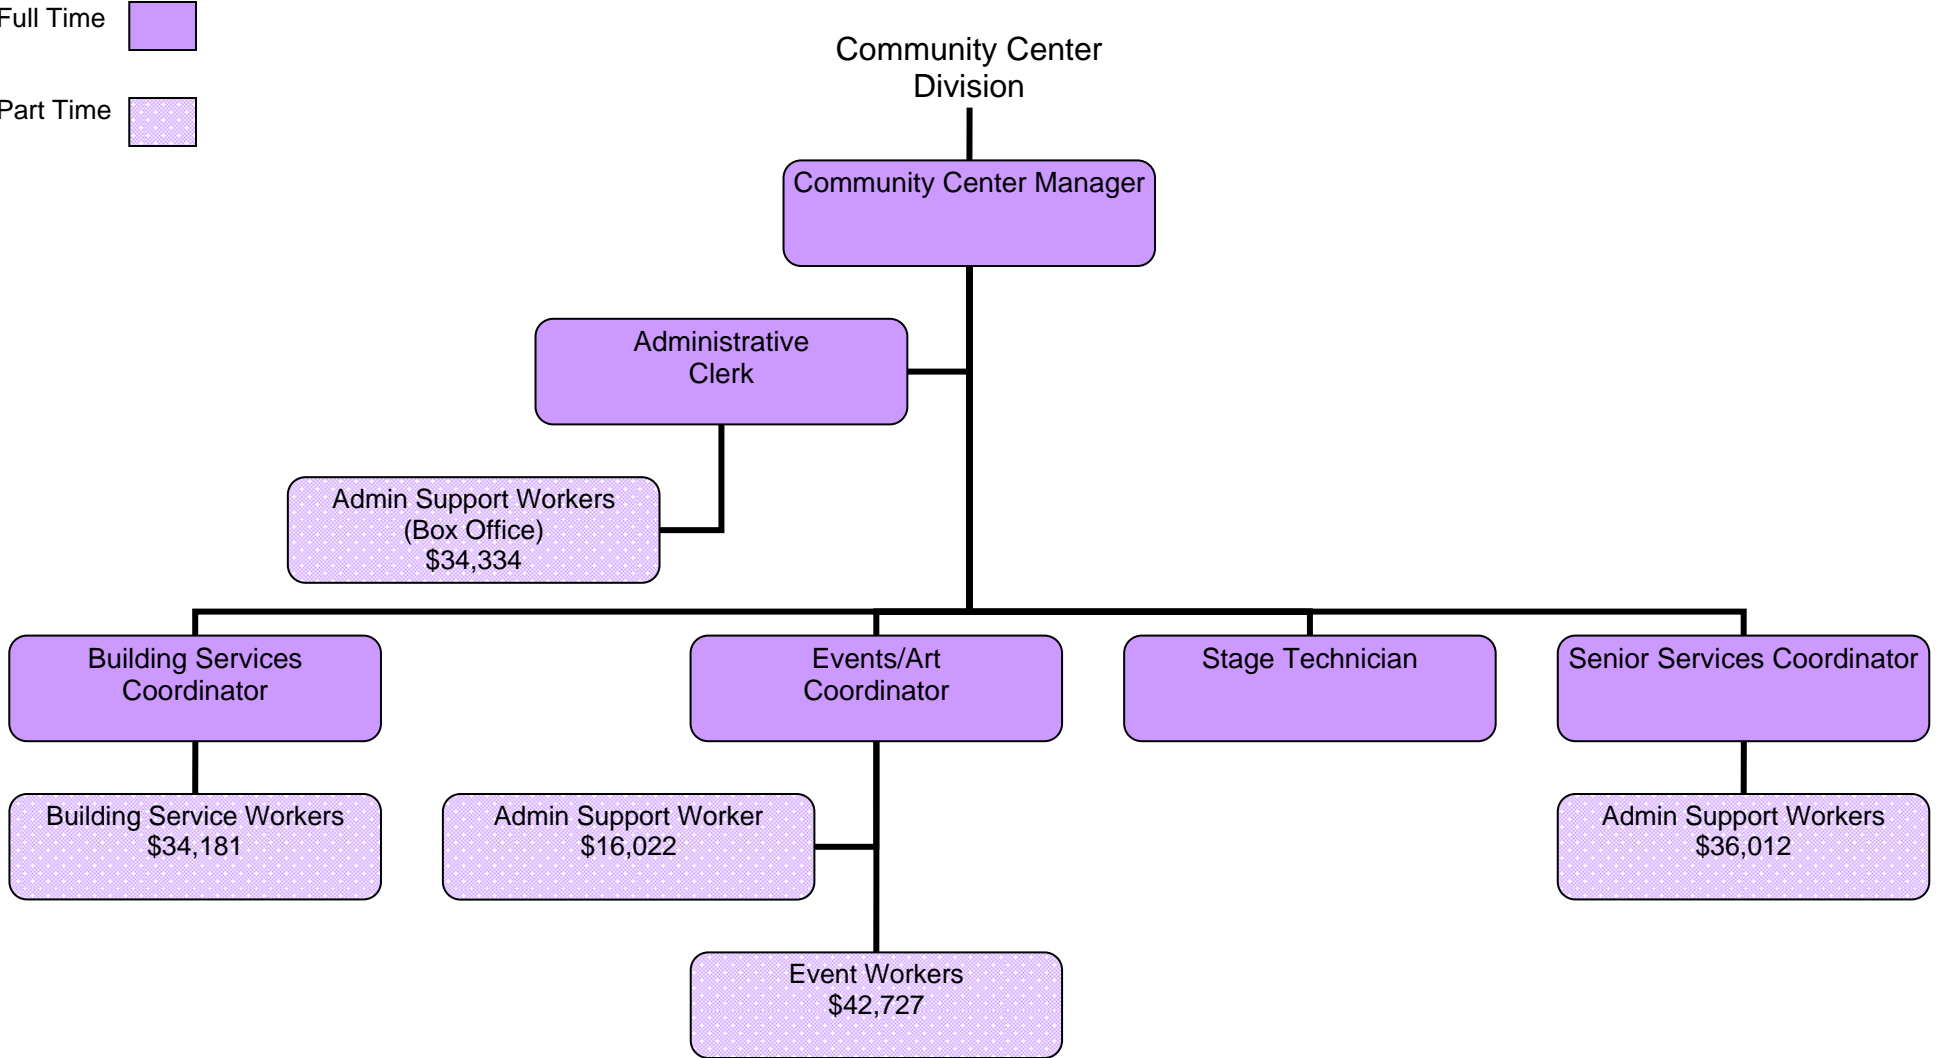 Full Time
Part Time
Community Center
Division
Community Center Manager
Administrative
Clerk
Admin Support Workers
(Box Office)
$34,334
Building Services
Coordinator
Events/Art
Coordinator
Stage Technician
Senior Services Coordinator
Building Service Workers
$34,181
Admin Support Worker
$16,022
Admin Support Workers
$36,012
Event Workers
$42,727